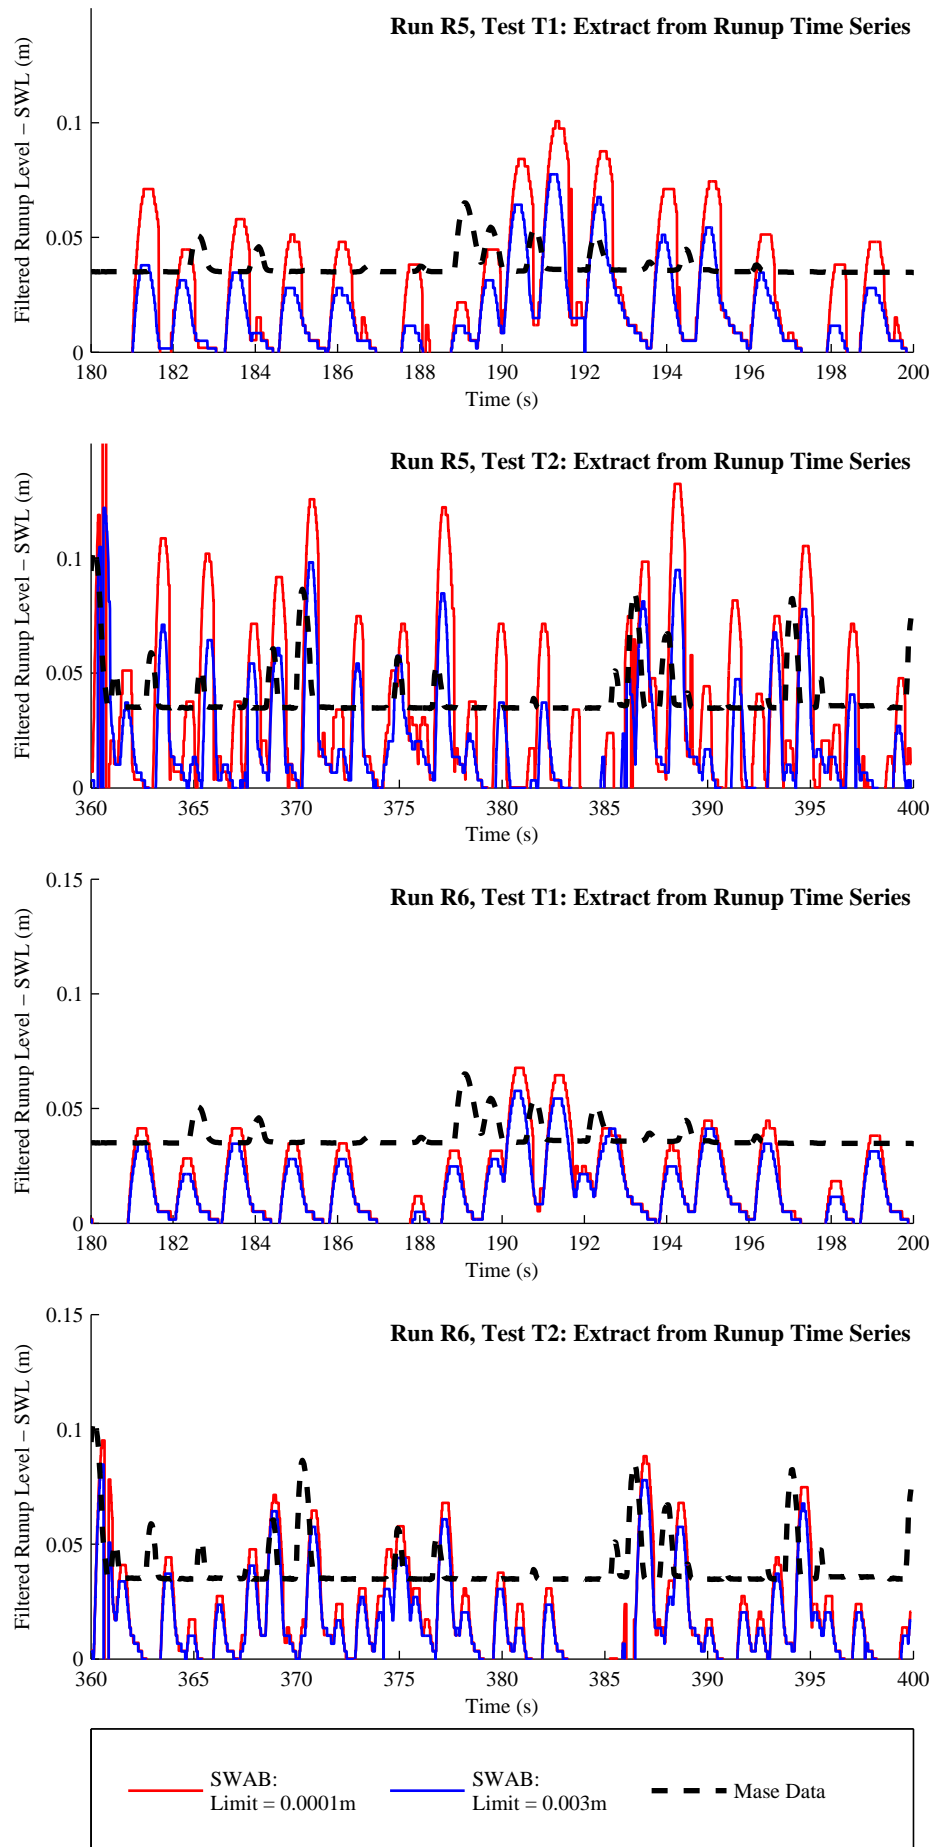 Run R5, Test T1: Extract from Runup Time Series
Filtered Runup Level − SWL (m)
0.1
0.05
0
180 182 184 186 188 190 192 194 196 198 200
Time (s)
Run R5, Test T2: Extract from Runup Time Series
Filtered Runup Level − SWL (m)
0.1
0.05
0
360 365 370 375 380 385 390 395 400
Time (s)
0.15
Run R6, Test T1: Extract from Runup Time Series
Filtered Runup Level − SWL (m)
0.1
0.05
0
180 182 184 186 188 190 192 194 196 198 200
Time (s)
0.15
Run R6, Test T2: Extract from Runup Time Series
Filtered Runup Level − SWL (m)
0.1
0.05
0
360 365 370 375 380 385 390 395 400
Time (s)
SWAB:
Limit = 0.0001m
SWAB:
Limit = 0.003m
Mase Data